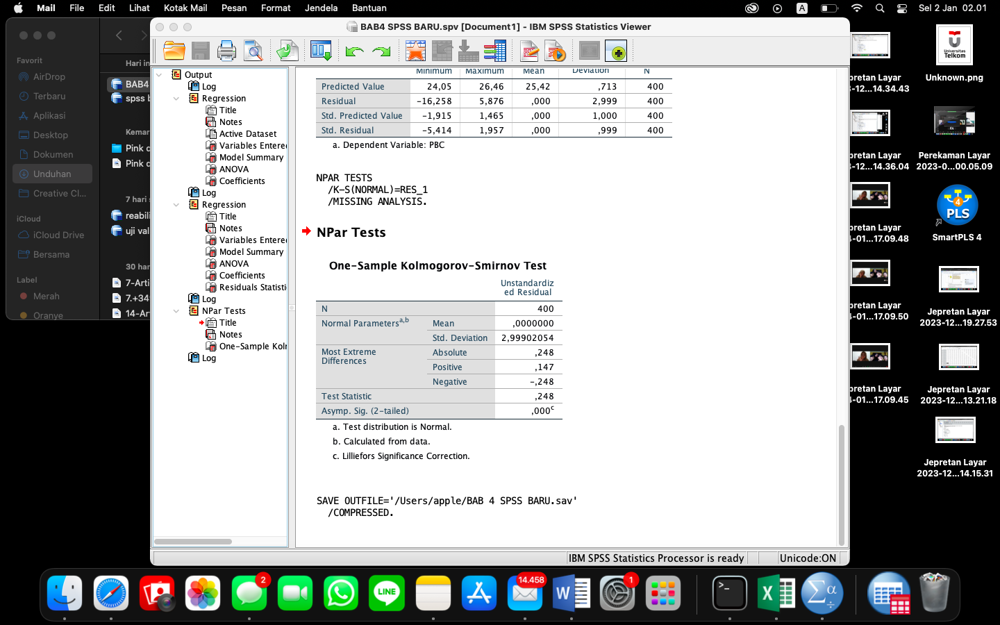 Mail File Edit Lihat Kotak Mail Pesan Format Jendela Bantuan
A
Sel 2 Jan 02.01
BAB4 SPSS BARU.spv [Document1] - IBM SPSS Statistics Viewer
Favorit
AirDrop
Terbaru
Aplikasi
Desktop
Dokumen
Unduhan
Creative Cl...
iCloud
iCloud Drive
Bersama
Label
Merah
Oranye
Hari in
BAB4
spss b
Kemar
Pink d
Pink d
7 hari s
reabili
uji val
30 har
7-Arti
7.+34
14-Ar
Output
Log
Regression
Title
Notes
Active Dataset
Variables Entere
Model Summary
ANOVA
Coefficients
Log
Regression
Title
Notes
Variables Entere
Model Summary
ANOVA
Coefficients
Residuals Statisti
Log
NPar Tests
Title
Notes
One-Sample Kolr
Log
Minimum Maximum Mean Deviation N
Predicted Value 24,05 26,46 25,42 ,713 400
Residual -16,258 5,876 ,000 2,999 400
Std. Predicted Value -1,915 1,465 ,000 1,000 400
Std. Residual -5,414 1,957 ,000 ,999 400
a. Dependent Variable: PBC
NPAR TESTS
/K-S(NORMAL)=RES_1
/MISSING ANALYSIS.
NPar Tests
One-Sample Kolmogorov-Smirnov Test
Unstandardiz
ed Residual
N 400
Normal Parametersa,b Mean ,0000000
Std. Deviation 2,99902054
Most Extreme
Differences
Absolute ,248
Positive ,147
Negative -,248
Test Statistic ,248
Asymp. Sig. (2-tailed) ,000c
a. Test distribution is Normal.
b. Calculated from data.
c. Lilliefors Significance Correction.
SAVE OUTFILE='/Users/apple/BAB 4 SPSS BARU.sav'
/COMPRESSED.
IBM SPSS Statistics Processor is ready
Unicode:ON
pretan Layar
3-12...14.34.43
Universitas
Telkom
Unknown.png
pretan Layar
3-12...14.36.04
Perekaman Layar
2023-0...00.05.09
pretan Layar
4-01...17.09.48
4
PLS
SmartPLS 4
pretan Layar
4-01...17.09.50
Jepretan Layar
2023-12...19.27.53
pretan Layar
4-01...17.09.45
Jepretan Layar
2023-12...13.21.18
Jepretan Layar
2023-12...14.15.31
2
LINE
14.458
W
1
>_
X
Σα